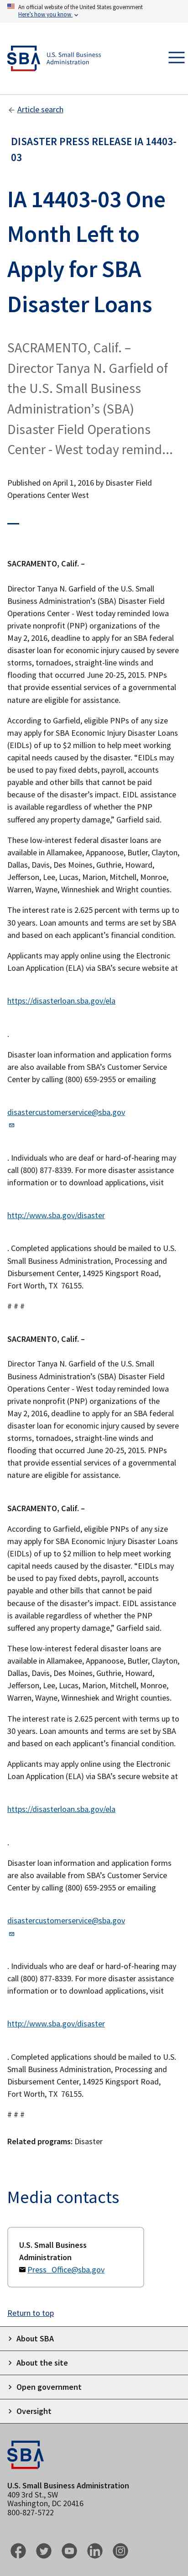 An official website of the United States government
Here's how you know
SBA U.S. Small Business
Administration
Article search
DISASTER PRESS RELEASE IA 14403-
03
IA 14403-03 One
Month Left to
Apply for SBA
Disaster Loans
SACRAMENTO, Calif. –
Director Tanya N. Garfield of
the U.S. Small Business
Administration's (SBA)
Disaster Field Operations
Center - West today remind...
Published on April 1, 2016 by Disaster Field
Operations Center West
SACRAMENTO, Calif. –
Director Tanya N. Garfield of the U.S. Small
Business Administration's (SBA) Disaster Field
Operations Center - West today reminded Iowa
private nonprofit (PNP) organizations of the
May 2, 2016, deadline to apply for an SBA federal
disaster loan for economic injury caused by severe
storms, tornadoes, straight-line winds and
flooding that occurred June 20-25, 2015. PNPs
that provide essential services of a governmental
nature are eligible for assistance.
According to Garfield, eligible PNPs of any size
may apply for SBA Economic Injury Disaster Loans
(EIDLs) of up to $2 million to help meet working
capital needs caused by the disaster. "EIDLs may
be used to pay fixed debts, payroll, accounts
payable and other bills that cannot be paid
because of the disaster's impact. EIDL assistance
is available regardless of whether the PNP
suffered any property damage," Garfield said.
These low-interest federal disaster loans are
available in Allamakee, Appanoose, Butler, Clayton,
Dallas, Davis, Des Moines, Guthrie, Howard,
Jefferson, Lee, Lucas, Marion, Mitchell, Monroe,
Warren, Wayne, Winneshiek and Wright counties.
The interest rate is 2.625 percent with terms up to
30 years. Loan amounts and terms are set by SBA
and are based on each applicant's financial condition.
Applicants may apply online using the Electronic
Loan Application (ELA) via SBA's secure website at
https://disasterloan.sba.gov/ela
.
Disaster loan information and application forms
are also available from SBA's Customer Service
Center by calling (800) 659-2955 or emailing
disastercustomerservice@sba.gov
. Individuals who are deaf or hard-of-hearing may
call (800) 877-8339. For more disaster assistance
information or to download applications, visit
http://www.sba.gov/disaster
. Completed applications should be mailed to U.S.
Small Business Administration, Processing and
Disbursement Center, 14925 Kingsport Road,
Fort Worth, TX 76155.
# # #
SACRAMENTO, Calif. –
Director Tanya N. Garfield of the U.S. Small
Business Administration's (SBA) Disaster Field
Operations Center - West today reminded Iowa
private nonprofit (PNP) organizations of the
May 2, 2016, deadline to apply for an SBA federal
disaster loan for economic injury caused by severe
storms, tornadoes, straight-line winds and
flooding that occurred June 20-25, 2015. PNPs
that provide essential services of a governmental
nature are eligible for assistance.
SACRAMENTO, Calif. –
According to Garfield, eligible PNPs of any size
may apply for SBA Economic Injury Disaster Loans
(EIDLs) of up to $2 million to help meet working
capital needs caused by the disaster. "EIDLs may
be used to pay fixed debts, payroll, accounts
payable and other bills that cannot be paid
because of the disaster's impact. EIDL assistance
is available regardless of whether the PNP
suffered any property damage," Garfield said.
These low-interest federal disaster loans are
available in Allamakee, Appanoose, Butler, Clayton,
Dallas, Davis, Des Moines, Guthrie, Howard,
Jefferson, Lee, Lucas, Marion, Mitchell, Monroe,
Warren, Wayne, Winneshiek and Wright counties.
The interest rate is 2.625 percent with terms up to
30 years. Loan amounts and terms are set by SBA
and are based on each applicant's financial condition.
Applicants may apply online using the Electronic
Loan Application (ELA) via SBA's secure website at
https://disasterloan.sba.gov/ela
.
Disaster loan information and application forms
are also available from SBA's Customer Service
Center by calling (800) 659-2955 or emailing
disastercustomerservice@sba.gov
. Individuals who are deaf or hard-of-hearing may
call (800) 877-8339. For more disaster assistance
information or to download applications, visit
http://www.sba.gov/disaster
. Completed applications should be mailed to U.S.
Small Business Administration, Processing and
Disbursement Center, 14925 Kingsport Road,
Fort Worth, TX 76155.
# # #
Related programs: Disaster
Media contacts
U.S. Small Business
Administration
Press_Office@sba.gov
Return to top
About SBA
About the site
Open government
Oversight
SBA
U.S. Small Business Administration
409 3rd St., SW
Washington, DC 20416
800-827-5722